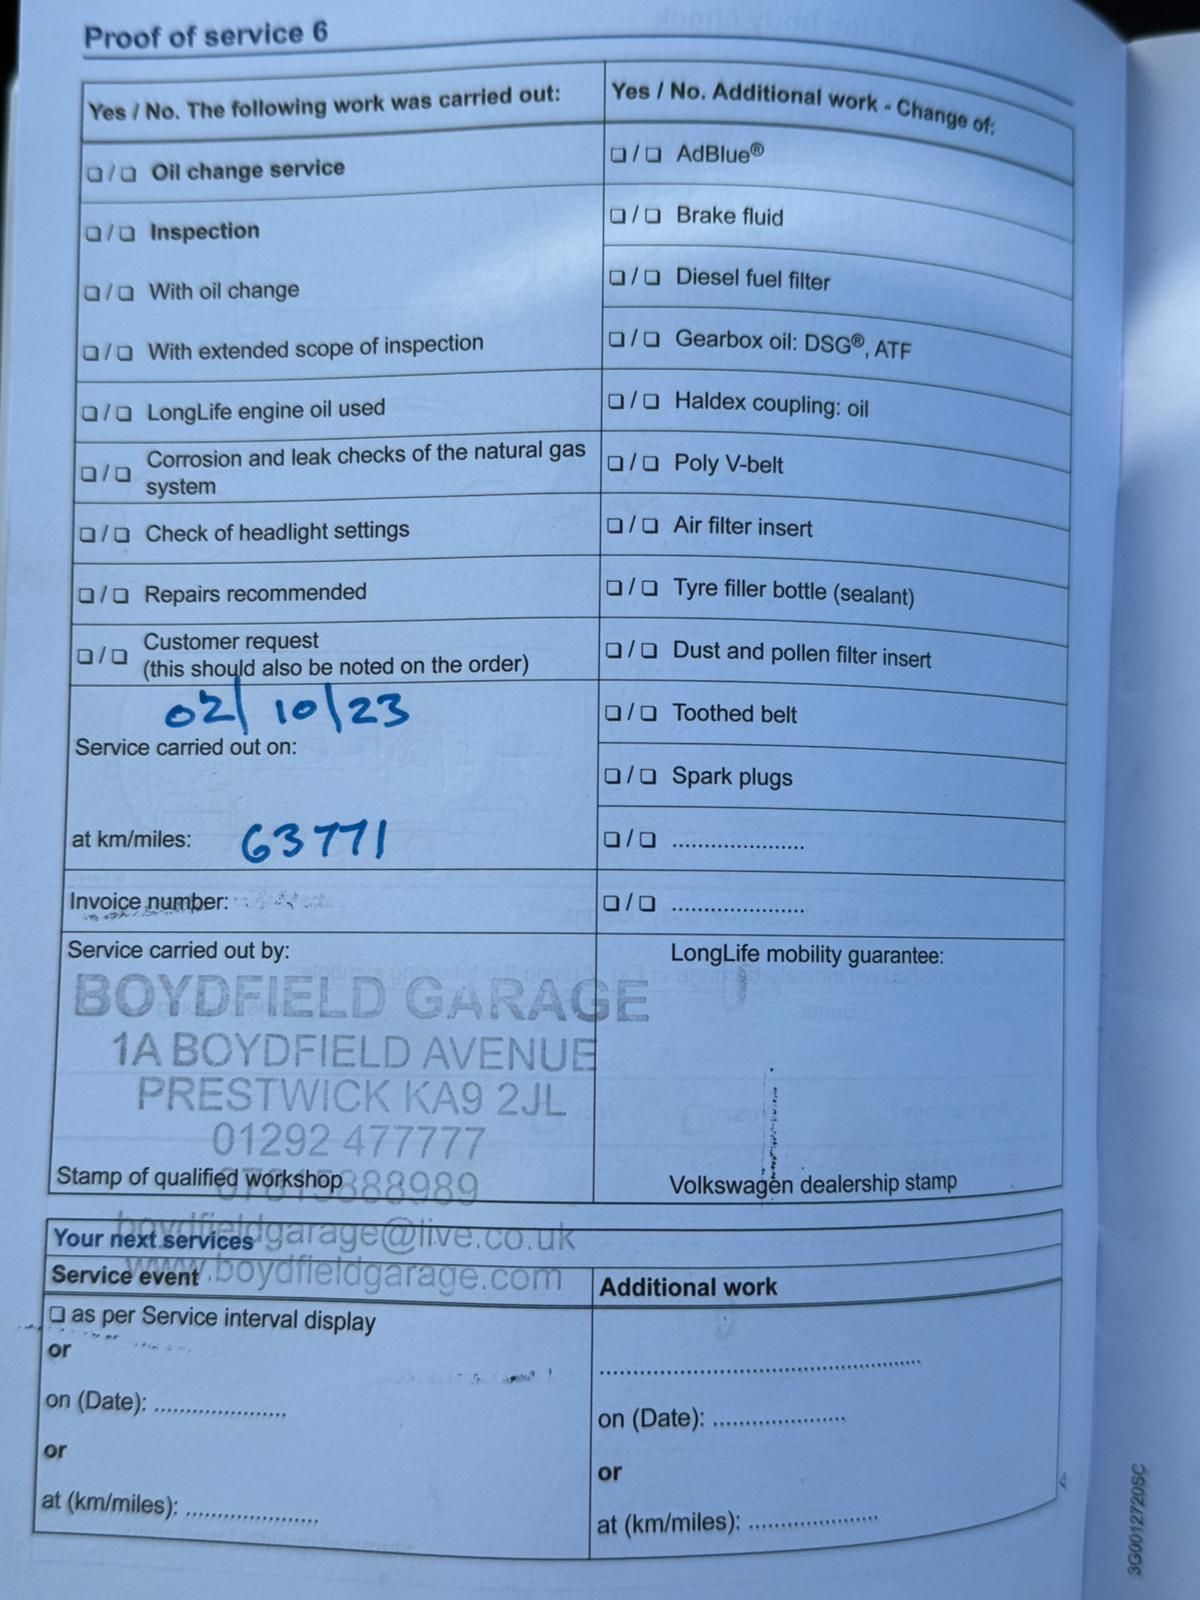 Proof of service 6
Yes / No. The following work was carried out:
❏ / ❏ Oil change service
❏ / ❏ Inspection
❏ / ❏ With oil change
❏ / ❏ With extended scope of inspection
❏ / ❏ LongLife engine oil used
❏ / ❏ Corrosion and leak checks of the natural gas
system
❏ / ❏ Check of headlight settings
❏ / ❏ Repairs recommended
❏ / ❏ Customer request
(this should also be noted on the order)
02/10/23
Service carried out on:
at km/miles: 63771
Invoice number:
Service carried out by:
BOYDFIELD GARAGE
1A BOYDFIELD AVENUE
PRESTWICK KA9 2JL
01292 477777
Stamp of qualified workshop
boydfieldgarage@live.co.uk
www.boydfieldgarage.com
Yes / No. Additional work - Change of:
❏ / ❏ AdBlue®
❏ / ❏ Brake fluid
❏ / ❏ Diesel fuel filter
❏ / ❏ Gearbox oil: DSG®, ATF
❏ / ❏ Haldex coupling: oil
❏ / ❏ Poly V-belt
❏ / ❏ Air filter insert
❏ / ❏ Tyre filler bottle (sealant)
❏ / ❏ Dust and pollen filter insert
❏ / ❏ Toothed belt
❏ / ❏ Spark plugs
❏ / ❏ ......................
❏ / ❏ ......................
LongLife mobility guarantee:
Volkswagen dealership stamp
Your next services
Service event
❏ as per Service interval display
or
on (Date): ......................
or
at (km/miles): ......................
Additional work
.....................................................
on (Date): ......................
or
at (km/miles): ......................
3G0012720SC